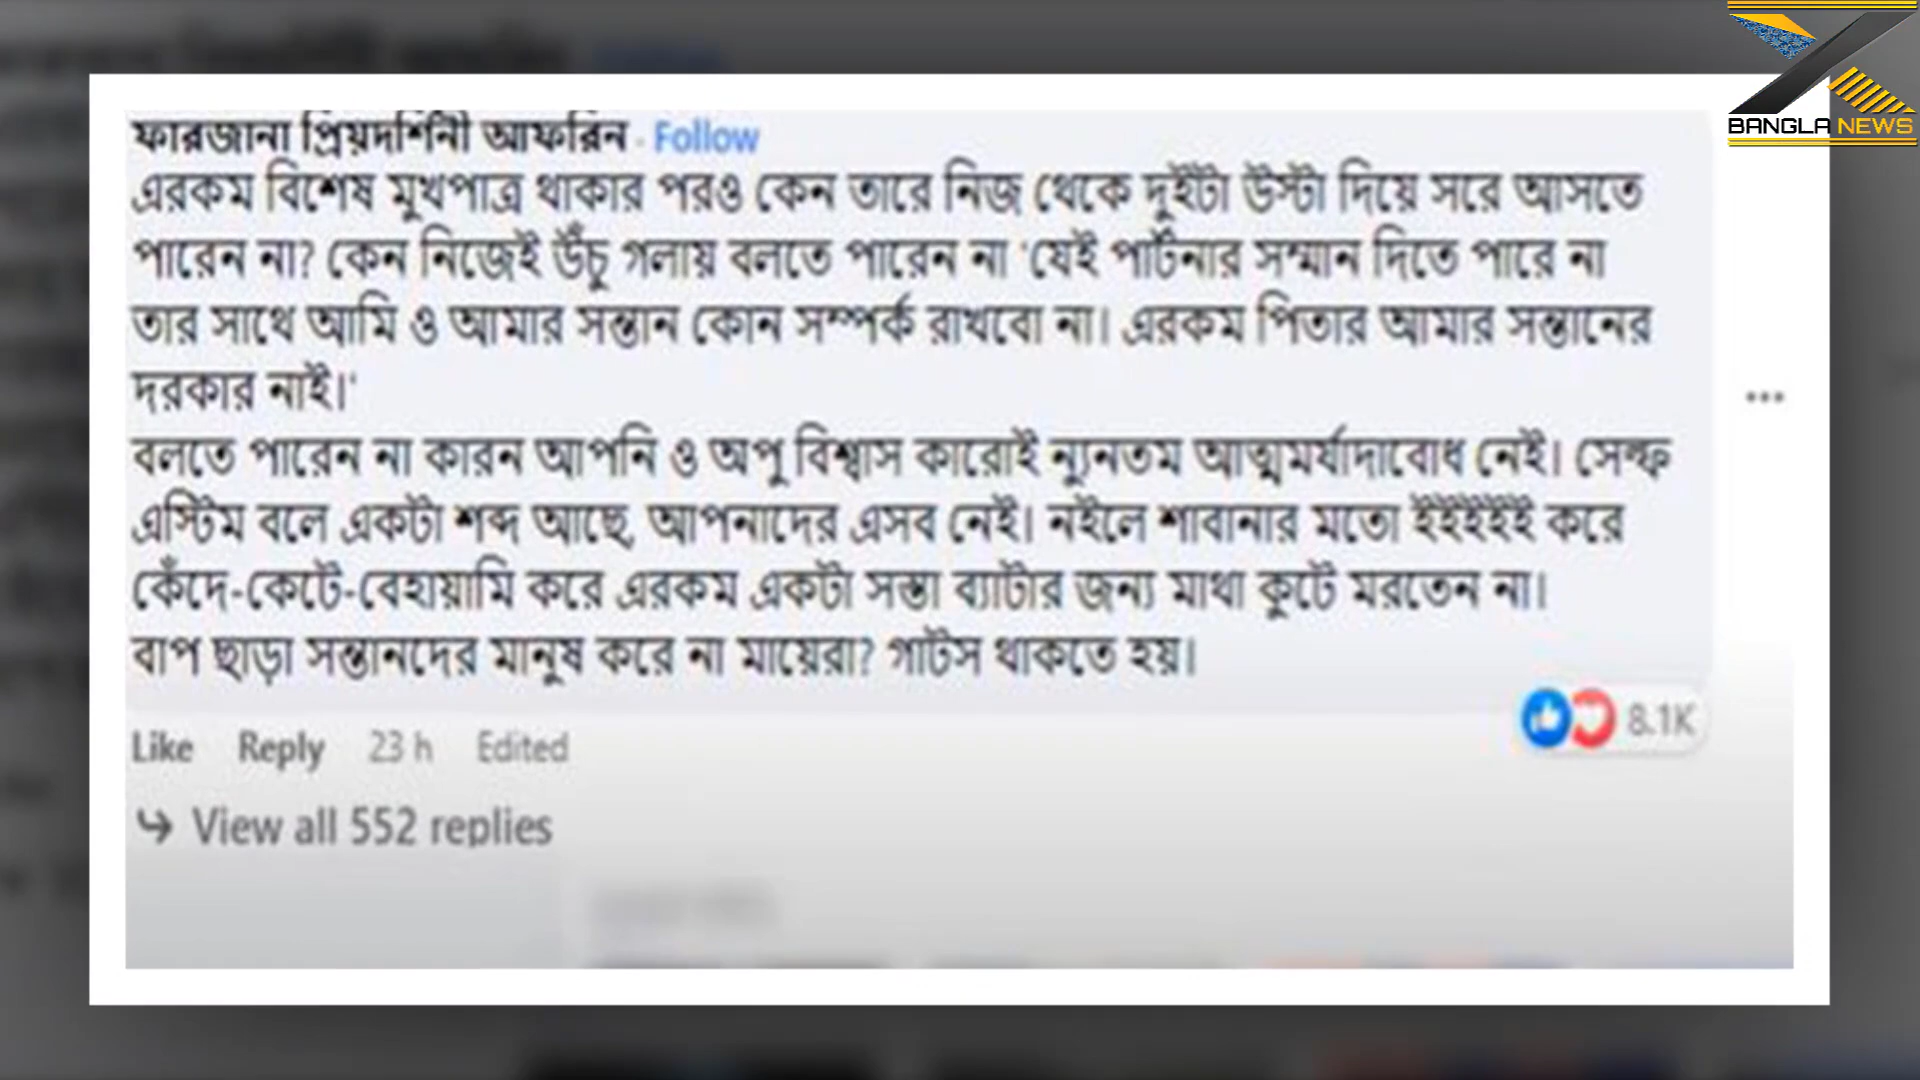 BANGLA NEWS
ফারজানা প্রিয়দর্শিনী আফরিন · Follow
এরকম বিশেষ মুখপাত্র থাকার পরও কেন তারে নিজ থেকে দুইটা উস্টা দিয়ে সরে আসতে
পারেন না? কেন নিজেই উঁচু গলায় বলতে পারেন না 'যেই পার্টনার সম্মান দিতে পারে না
তার সাথে আমি ও আমার সন্তান কোন সম্পর্ক রাখবো না। এরকম পিতার আমার সন্তানের
দরকার নাই।'
বলতে পারেন না কারন আপনি ও অপু বিশ্বাস কারোই ন্যুনতম আত্মমর্যাদাবোধ নেই। সেল্ফ
এস্টিম বলে একটা শব্দ আছে, আপনাদের এসব নেই। নইলে শাবানার মতো ইইইইই করে
কেঁদে-কেটে-বেহায়ামি করে এরকম একটা সস্তা ব্যাটার জন্য মাথা কুটে মরতেন না।
বাপ ছাড়া সন্তানদের মানুষ করে না মায়েরা? গাটস থাকতে হয়।
8.1K
Like Reply 23 h Edited
View all 552 replies